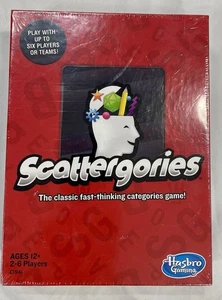 PLAY WITH
UP TO
SIX PLAYERS
OR TEAMS!
Scattergories
The classic fast-thinking categories game!
AGES 12+
2-6 Players
Hasbro
Gaming